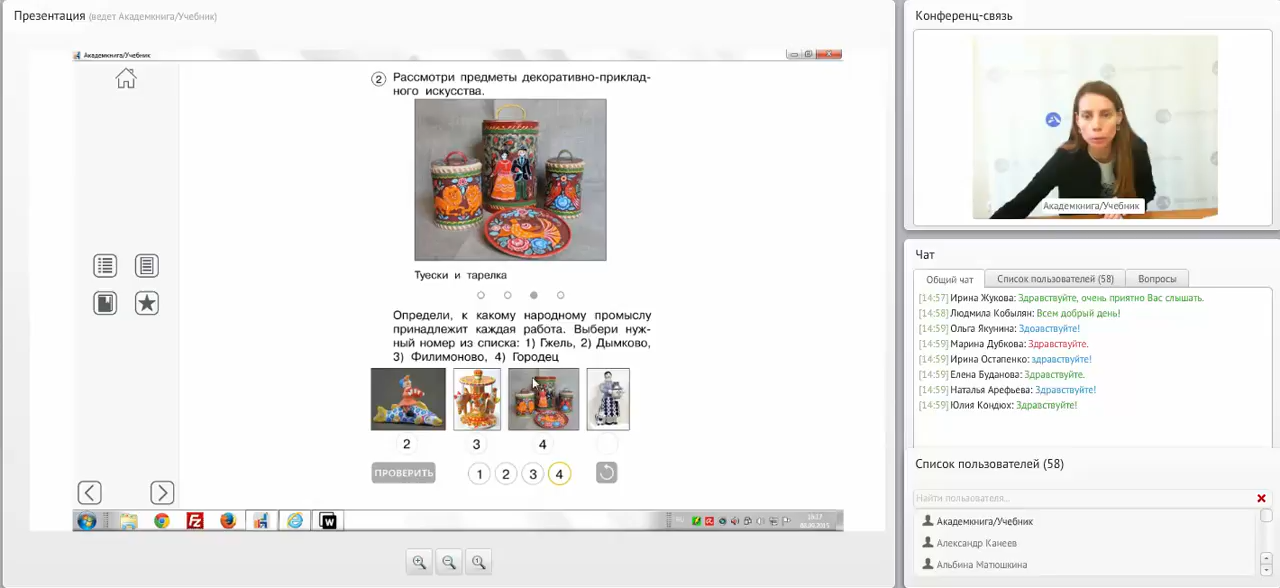 Презентация (ведет Академкнига/Учебник)
Академкнига/Учебник
2 Рассмотри предметы декоративно-приклад-
ного искусства.
Туески и тарелка
Определи, к какому народному промыслу
принадлежит каждая работа. Выбери нуж-
ный номер из списка: 1) Гжель, 2) Дымково,
3) Филимоново, 4) Городец
2 3 4
ПРОВЕРИТЬ 1 2 3 4
Конференц-связь
Академкнига/Учебник
Чат
Общий чат Список пользователей (58) Вопросы
[14:57] Ирина Жукова: Здравствуйте, очень приятно Вас слышать.
[14:58] Людмила Кобылян: Всем добрый день!
[14:59] Ольга Якунина: Здоавствуйте!
[14:59] Марина Дубкова: Здравствуйте.
[14:59] Ирина Остапенко: здравствуйте!
[14:59] Елена Буданова: Здравствуйте.
[14:59] Наталья Арефьева: Здравствуйте!
[14:59] Юлия Кондюх: Здравствуйте!
Список пользователей (58)
Найти пользователя...
Академкнига/Учебник
Александр Канеев
Альбина Матюшкина